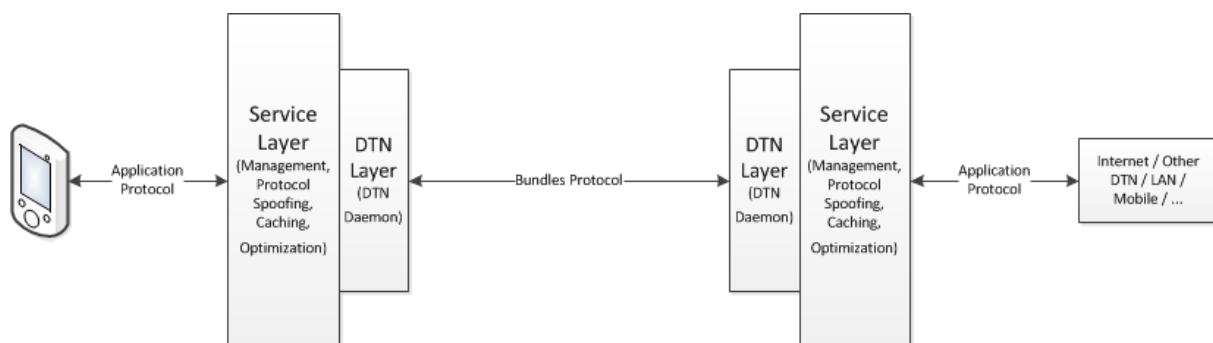 Application
Protocol
Service
Layer
(Management,
Protocol
Spoofing,
Caching,
Optimization)
DTN
Layer
(DTN
Daemon)
Bundles Protocol
DTN
Layer
(DTN
Daemon)
Service
Layer
(Management,
Protocol
Spoofing,
Caching,
Optimization)
Application
Protocol
Internet / Other
DTN / LAN /
Mobile / ...